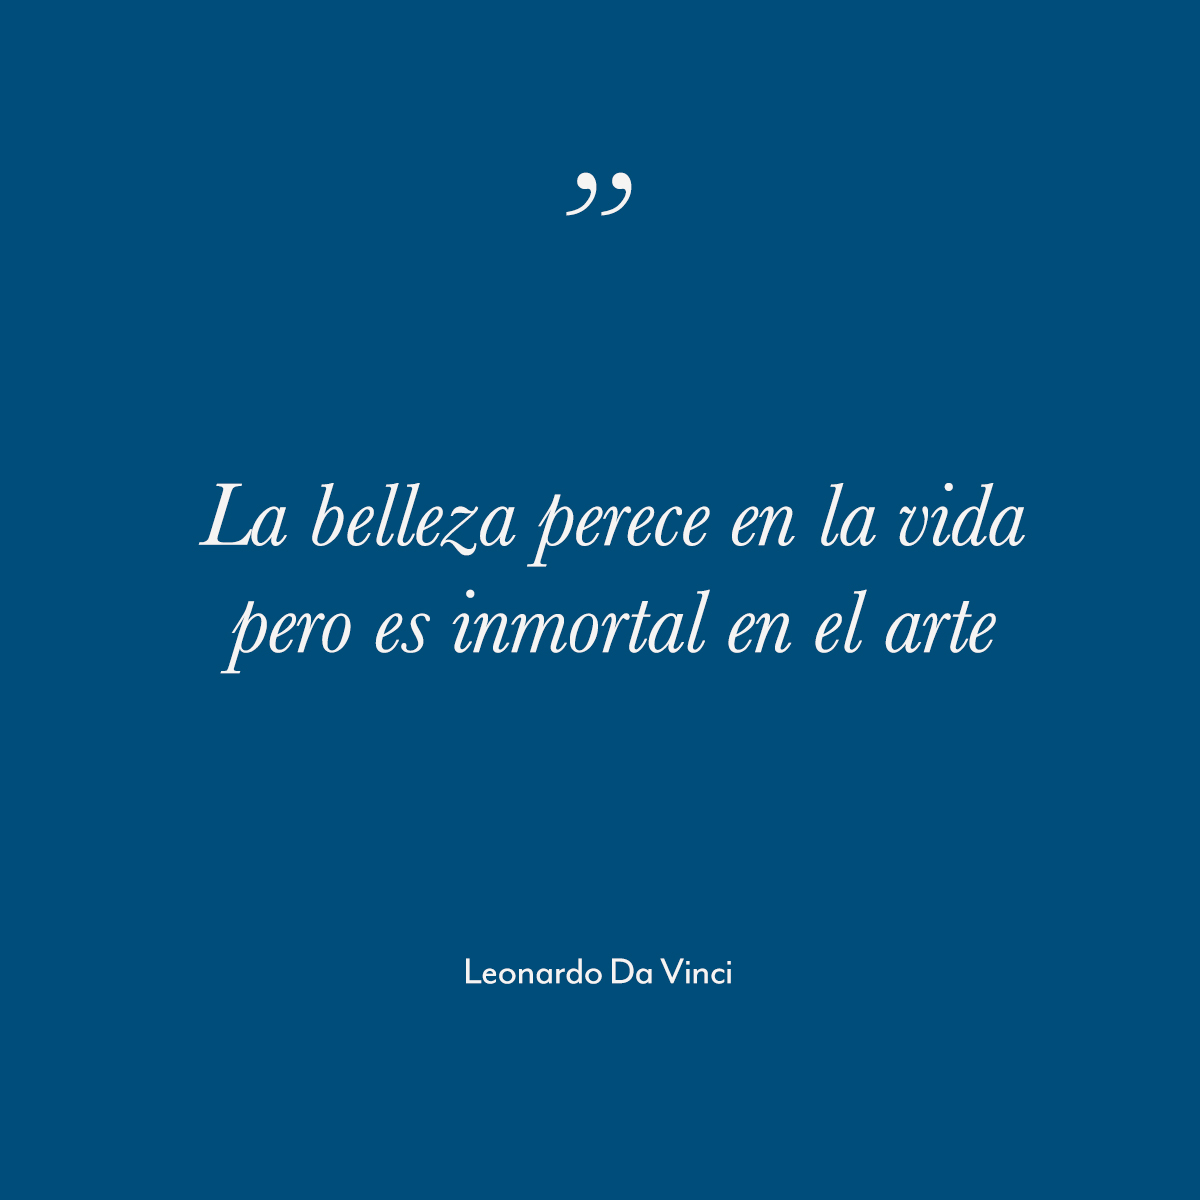 ”
La belleza perece en la vida
pero es inmortal en el arte
Leonardo Da Vinci